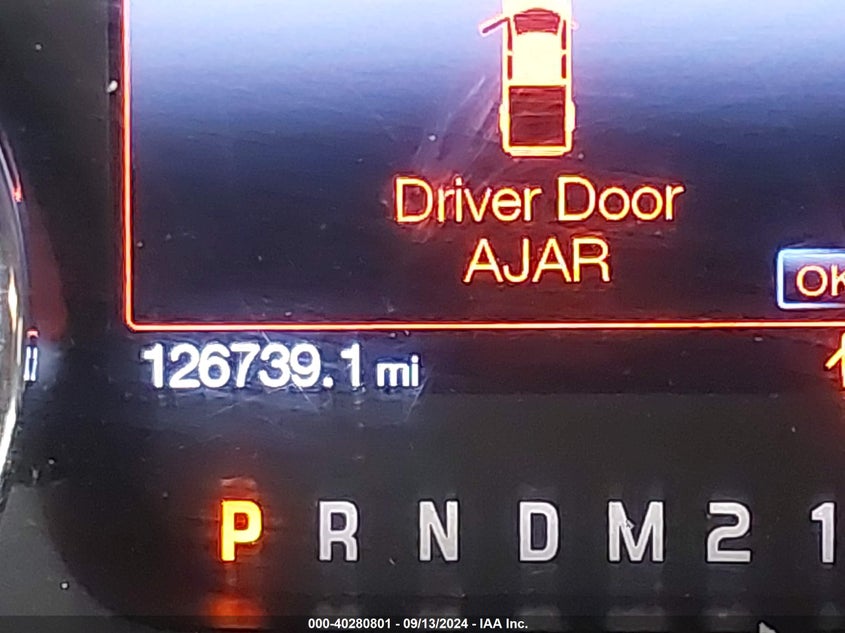 Driver Door
AJAR
OK
126739.1 mi
P R N D M 2 1
000-40280801 - 09/13/2024 - IAA Inc.